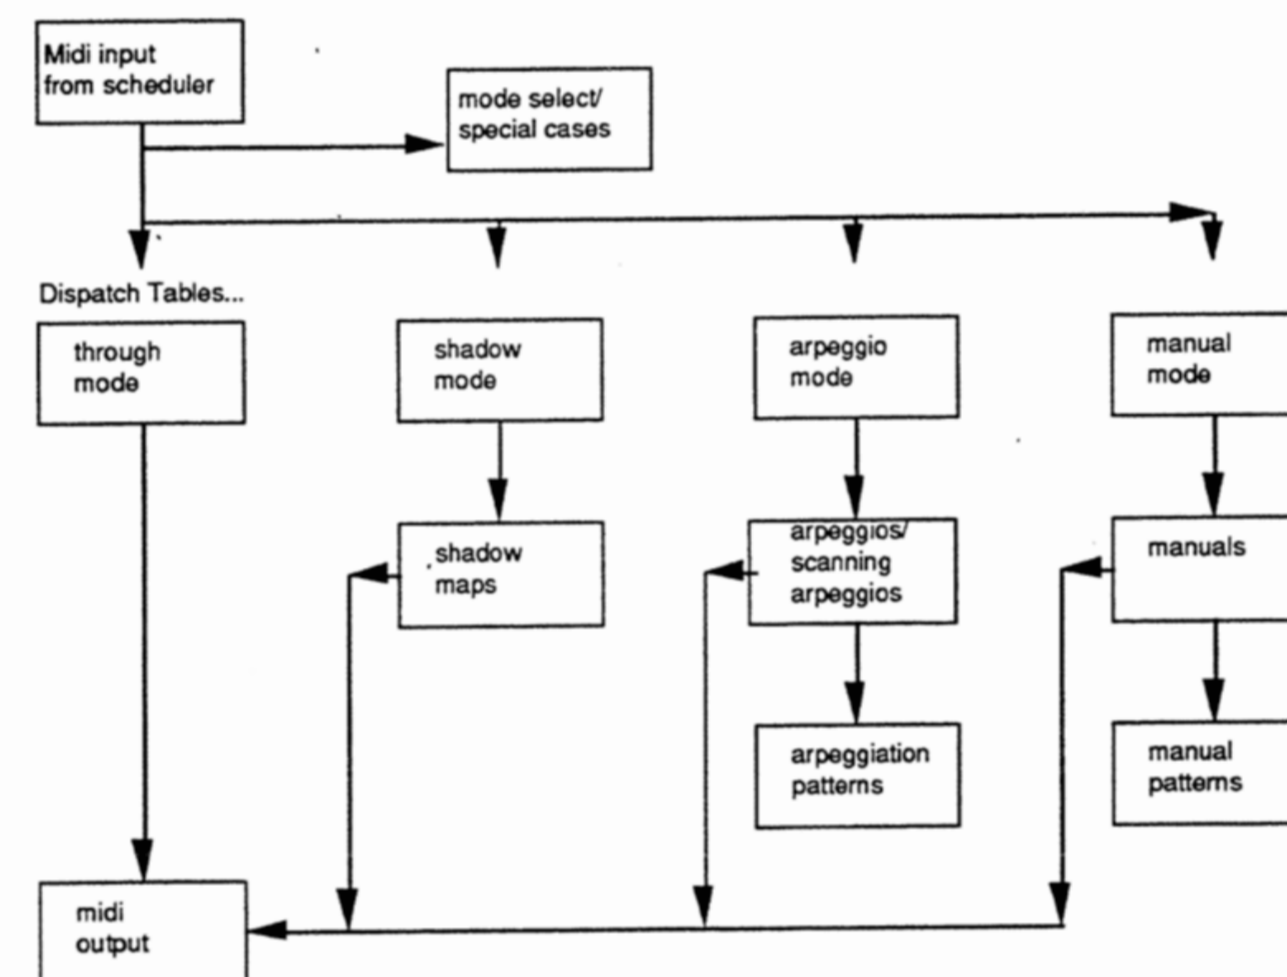 Midi input
from scheduler
mode select/
special cases
Dispatch Tables...
through
mode
shadow
mode
arpeggio
mode
manual
mode
shadow
maps
arpeggios/
scanning
arpeggios
manuals
arpeggiation
patterns
manual
patterns
midi
output